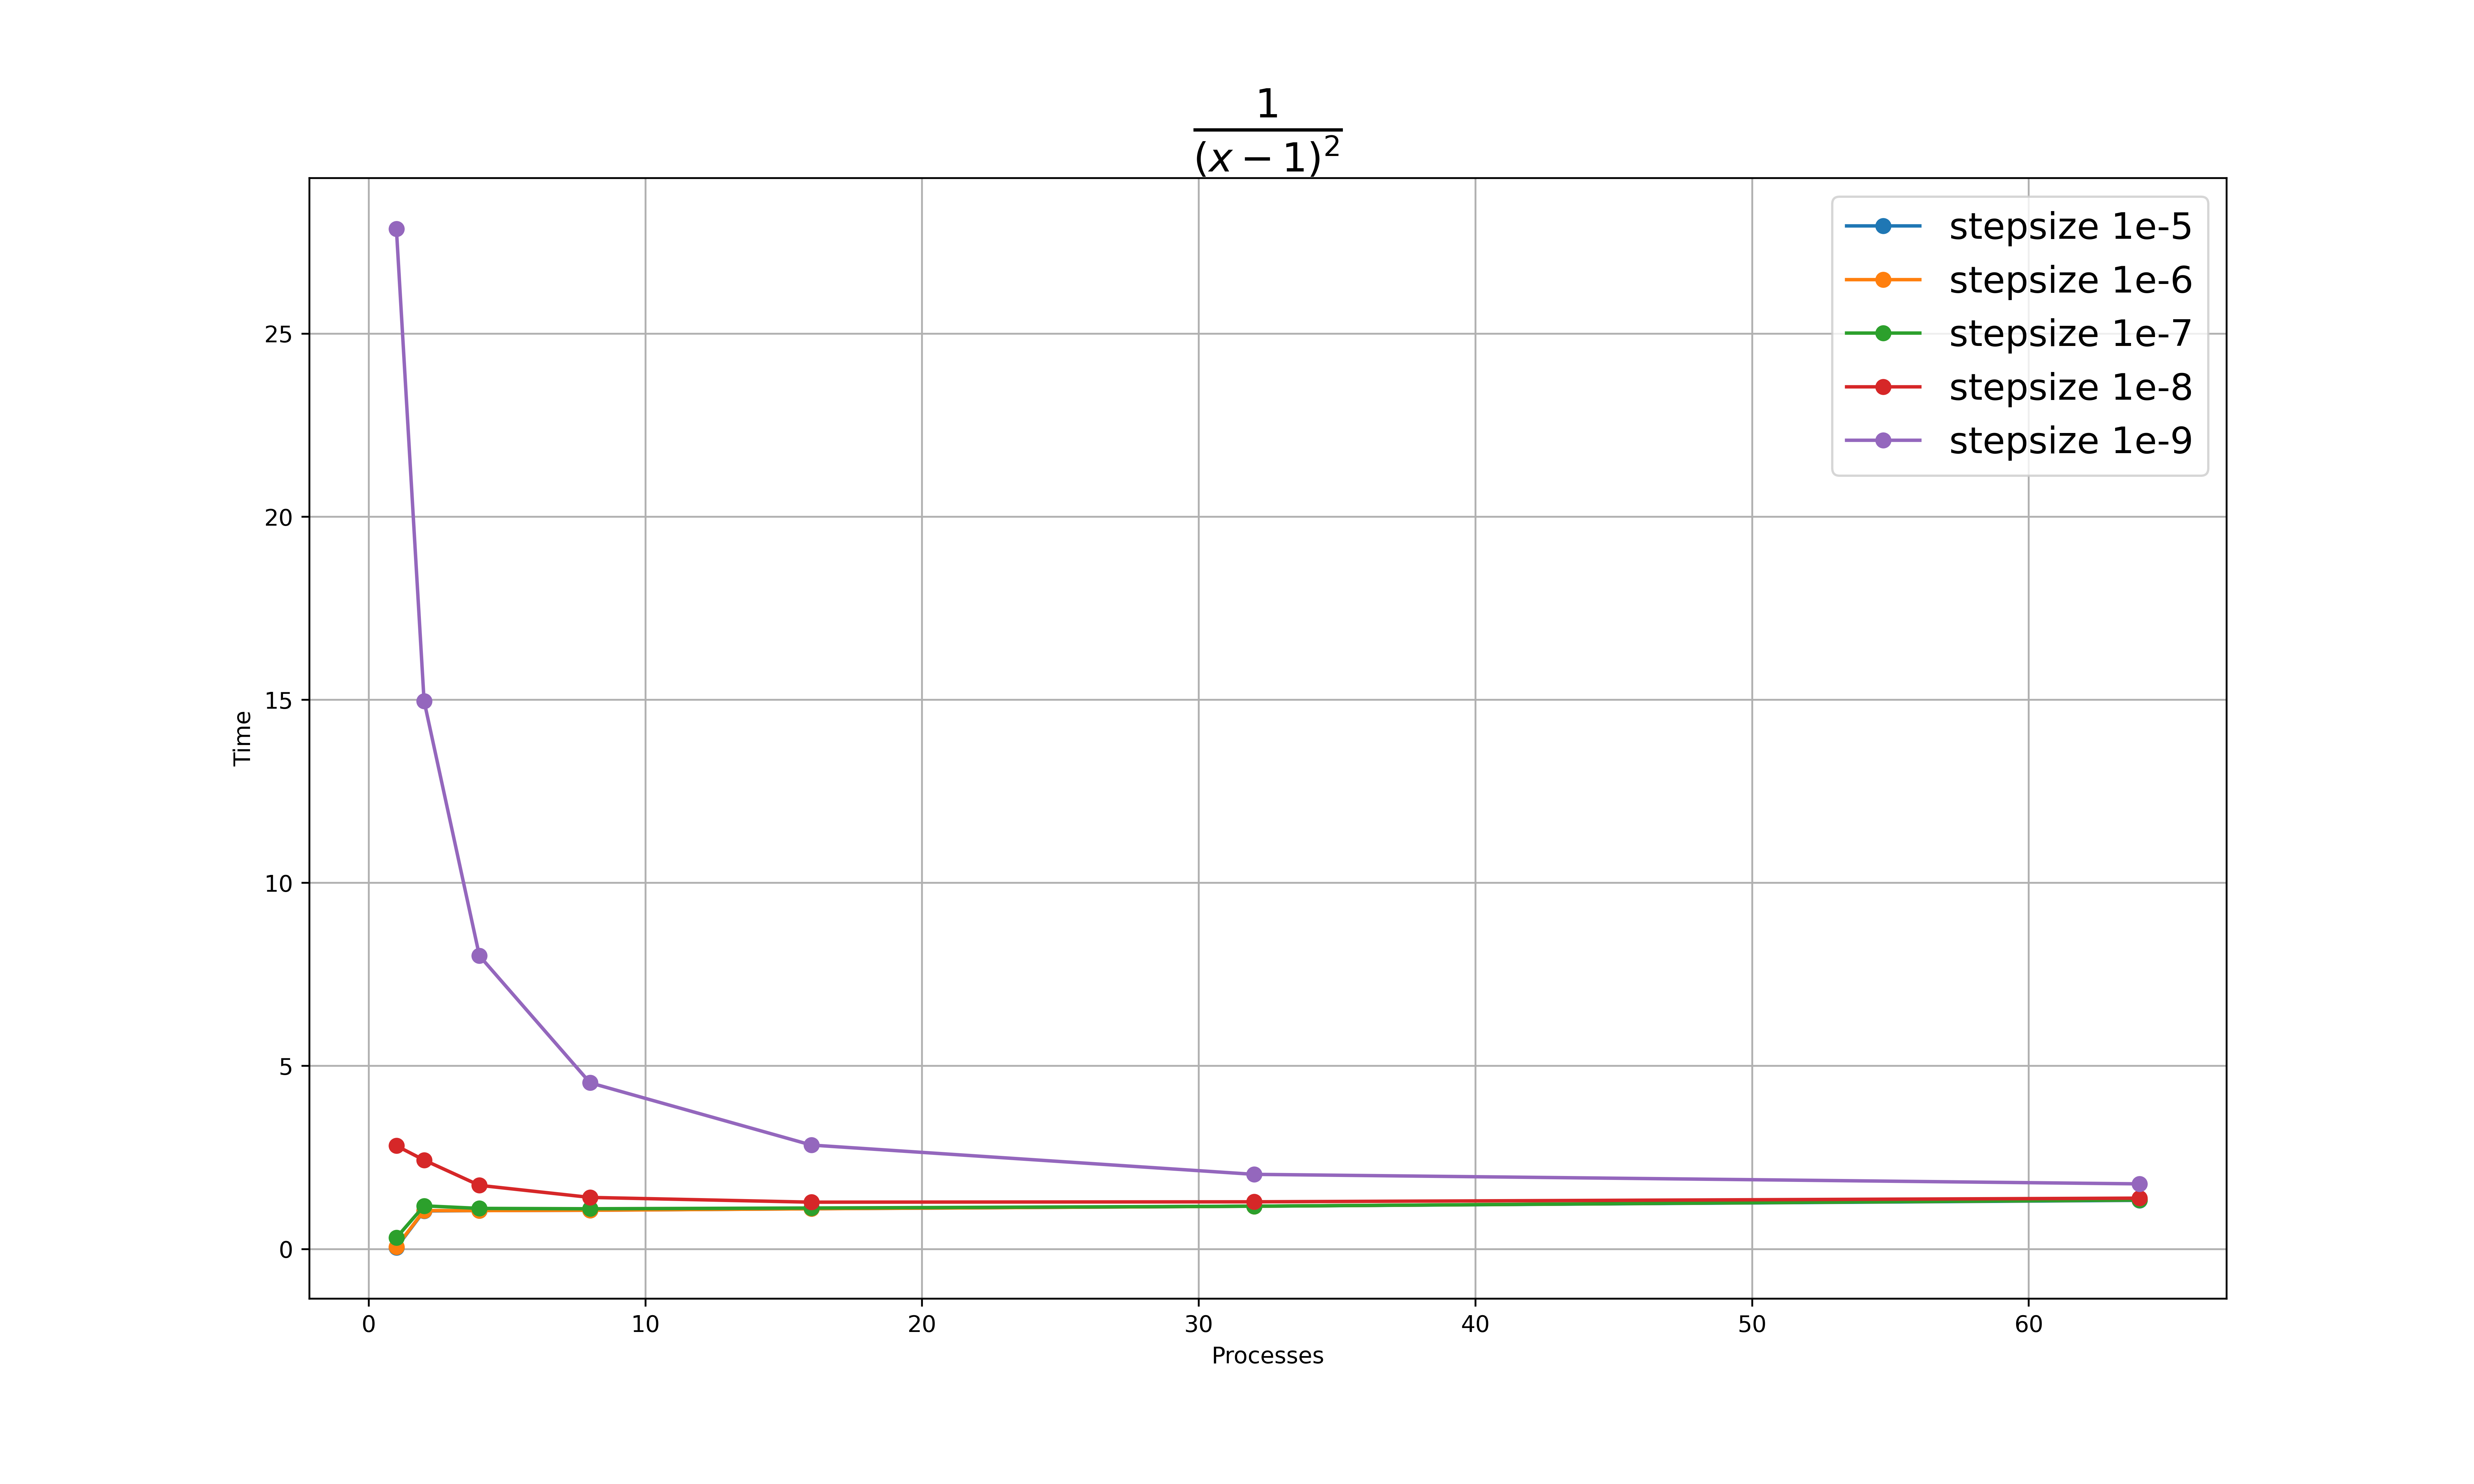 1
(x − 1)²
stepsize 1e-5
stepsize 1e-6
stepsize 1e-7
stepsize 1e-8
stepsize 1e-9
25
20
15
10
5
0
Time
0 10 20 30 40 50 60
Processes